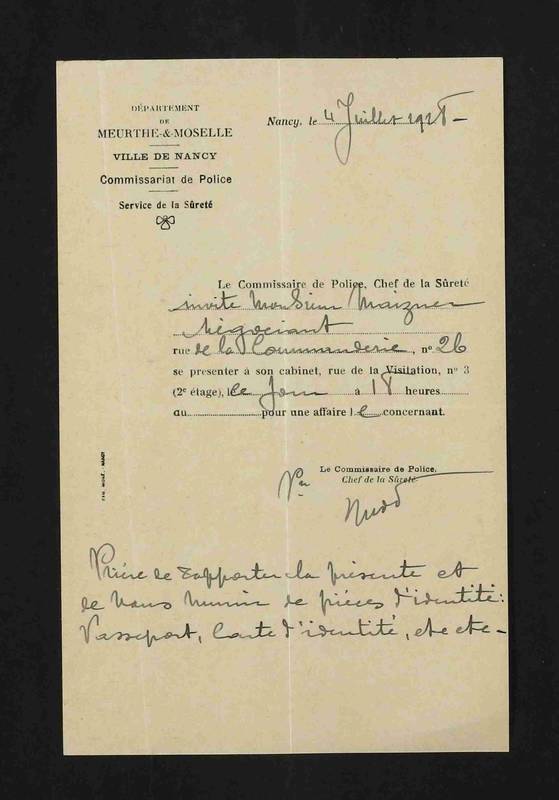 DÉPARTEMENT
DE
MEURTHE-&-MOSELLE
VILLE DE NANCY
Commissariat de Police
Service de la Sûreté
Nancy, le 4 Juillet 1928
Le Commissaire de Police, Chef de la Sûreté
invite Monsieur Maizner
Négociant
rue de la Commanderie, n° 26
se presenter à son cabinet, rue de la Visitation, n° 3
(2e étage), le ce jour à 18 heures
au pour une affaire le concernant.
Le Commissaire de Police,
Chef de la Sûreté
Prière de rapporter la présente et
de vous munir de pièces d'identité:
Passeport, Carte d'identité, etc etc-